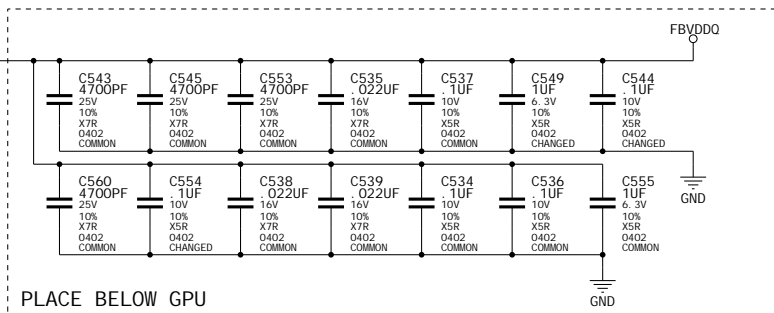 FBVDDQ
C543
4700PF
25V
10%
X7R
0402
COMMON
C545
4700PF
25V
10%
X7R
0402
COMMON
C553
4700PF
25V
10%
X7R
0402
COMMON
C535
.022UF
16V
10%
X7R
0402
COMMON
C537
.1UF
10V
10%
X5R
0402
COMMON
C549
1UF
6.3V
10%
X5R
0402
CHANGED
C544
.1UF
10V
10%
X5R
0402
CHANGED
GND
C560
4700PF
25V
10%
X7R
0402
COMMON
C554
.1UF
10V
10%
X5R
0402
CHANGED
C538
.022UF
16V
10%
X7R
0402
COMMON
C539
.022UF
16V
10%
X7R
0402
COMMON
C534
.1UF
10V
10%
X5R
0402
COMMON
C536
.1UF
10V
10%
X5R
0402
COMMON
C555
1UF
6.3V
10%
X5R
0402
COMMON
GND
PLACE BELOW GPU